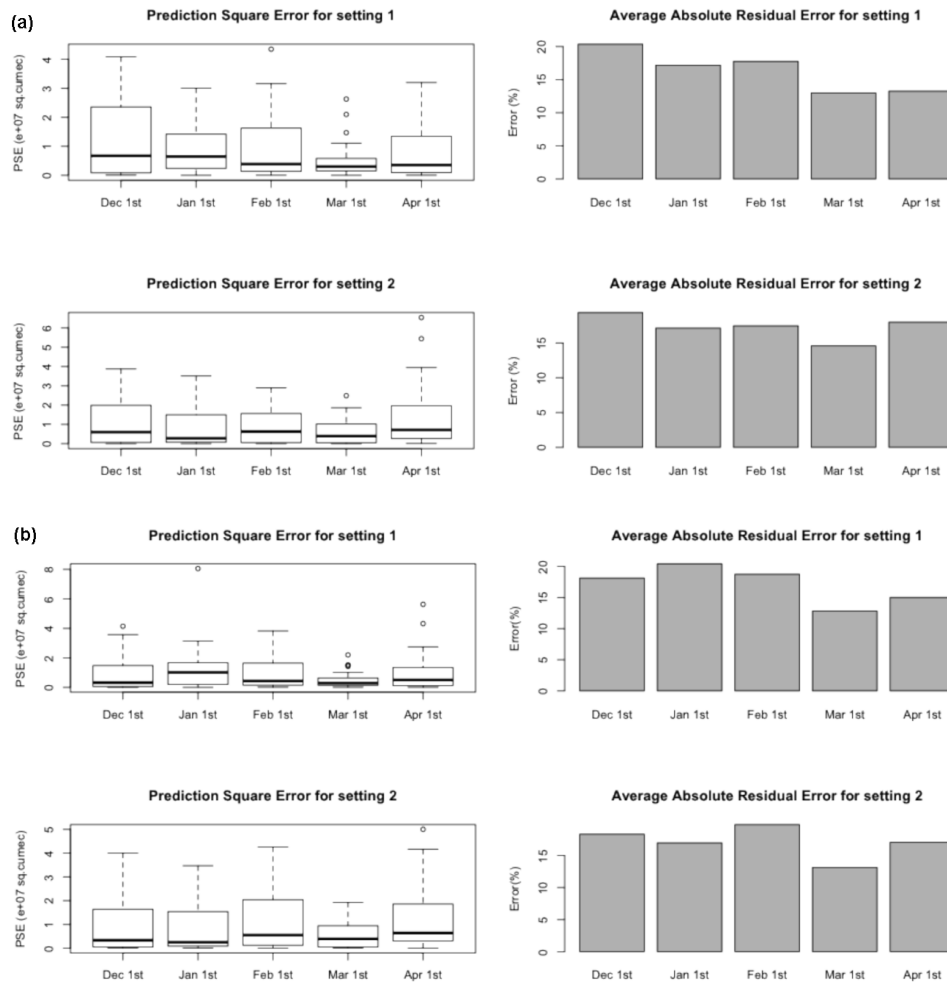 (a)
Prediction Square Error for setting 1
PSE (e+07 sq.cumec)
4
3
2
1
0
Dec 1st Jan 1st Feb 1st Mar 1st Apr 1st
Average Absolute Residual Error for setting 1
Error (%)
20
15
10
5
0
Dec 1st Jan 1st Feb 1st Mar 1st Apr 1st
Prediction Square Error for setting 2
PSE (e+07 sq.cumec)
6
5
4
3
2
1
0
Dec 1st Jan 1st Feb 1st Mar 1st Apr 1st
Average Absolute Residual Error for setting 2
Error (%)
15
10
5
0
Dec 1st Jan 1st Feb 1st Mar 1st Apr 1st
(b)
Prediction Square Error for setting 1
PSE (e+07 sq.cumec)
8
6
4
2
0
Dec 1st Jan 1st Feb 1st Mar 1st Apr 1st
Average Absolute Residual Error for setting 1
Error(%)
20
15
10
5
0
Dec 1st Jan 1st Feb 1st Mar 1st Apr 1st
Prediction Square Error for setting 2
PSE (e+07 sq.cumec)
5
4
3
2
1
0
Dec 1st Jan 1st Feb 1st Mar 1st Apr 1st
Average Absolute Residual Error for setting 2
Error(%)
15
10
5
0
Dec 1st Jan 1st Feb 1st Mar 1st Apr 1st